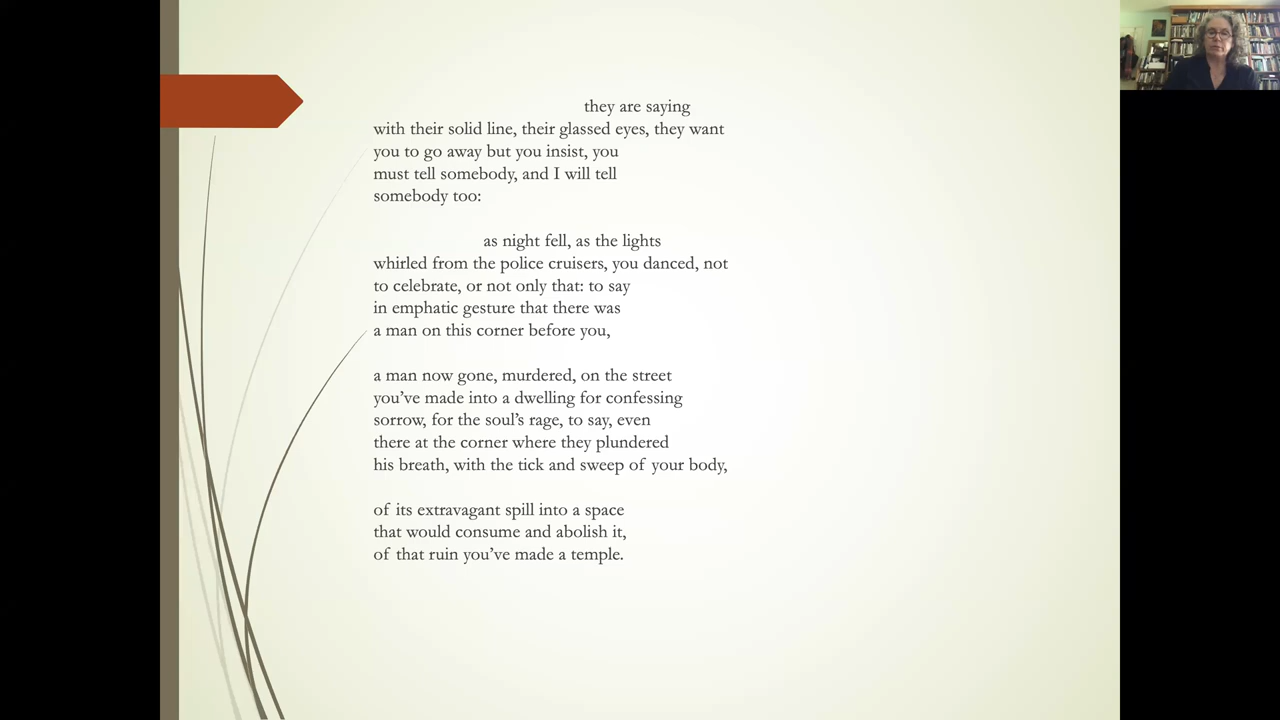 they are saying
with their solid line, their glassed eyes, they want
you to go away but you insist, you
must tell somebody, and I will tell
somebody too:
as night fell, as the lights
whirled from the police cruisers, you danced, not
to celebrate, or not only that: to say
in emphatic gesture that there was
a man on this corner before you,
a man now gone, murdered, on the street
you’ve made into a dwelling for confessing
sorrow, for the soul’s rage, to say, even
there at the corner where they plundered
his breath, with the tick and sweep of your body,
of its extravagant spill into a space
that would consume and abolish it,
of that ruin you’ve made a temple.